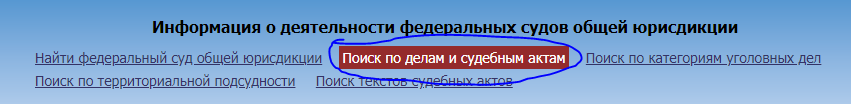 Информация о деятельности федеральных судов общей юрисдикции
Найти федеральный суд общей юрисдикции Поиск по делам и судебным актам Поиск по категориям уголовных дел
Поиск по территориальной подсудности Поиск текстов судебных актов